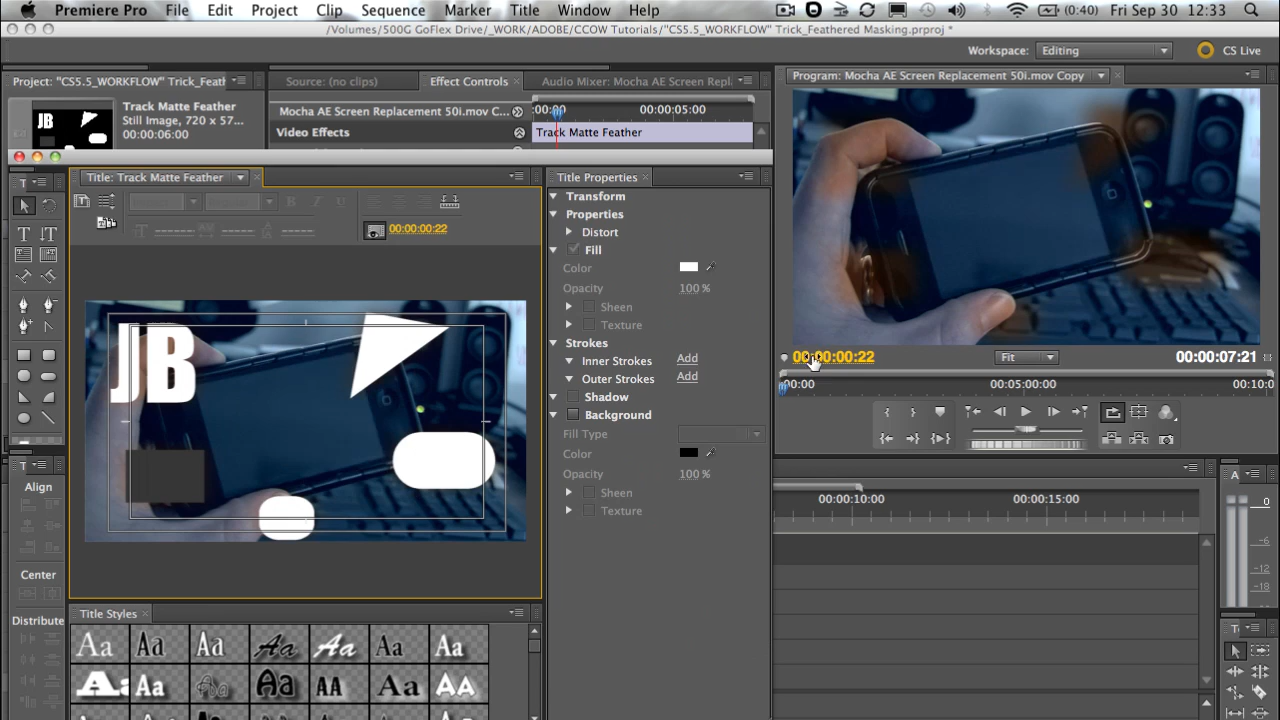 Premiere Pro File Edit Project Clip Sequence Marker Title Window Help (0:40) Fri Sep 30 12:33
/Volumes/500G GoFlex Drive/_WORK/ADOBE/CCOW Tutorials/"CS5.5_WORKFLOW" Trick_Feathered Masking.prproj *
Workspace: Editing CS Live
Project: "CS5.5_WORKFLOW" Trick_Feath
Source: (no clips) Effect Controls Audio Mixer: Mocha AE Screen Repl
Program: Mocha AE Screen Replacement 50i.mov Copy
JB
Track Matte Feather
Still Image, 720 x 57...
00:00:06:00
Mocha AE Screen Replacement 50i.mov C...
:00:00 00:00:05:00
Video Effects
Track Matte Feather
Title: Track Matte Feather
00:00:00:22
JB
Title Properties
Transform
Properties
Distort
Fill
Color
Opacity 100 %
Sheen
Texture
Strokes
Inner Strokes Add
Outer Strokes Add
Shadow
Background
Fill Type
Color
Opacity 100 %
Sheen
Texture
00:00:00:22 Fit 00:00:07:21
:00:00 00:05:00:00 00:10:0
00:00:10:00 00:00:15:00
A
0
-6
-12
-18
Align
Center
Distribute
Title Styles
Aa Aa Aa Aa Aa Aa Aa
Aa Aa Aa Aa AA Aa AA